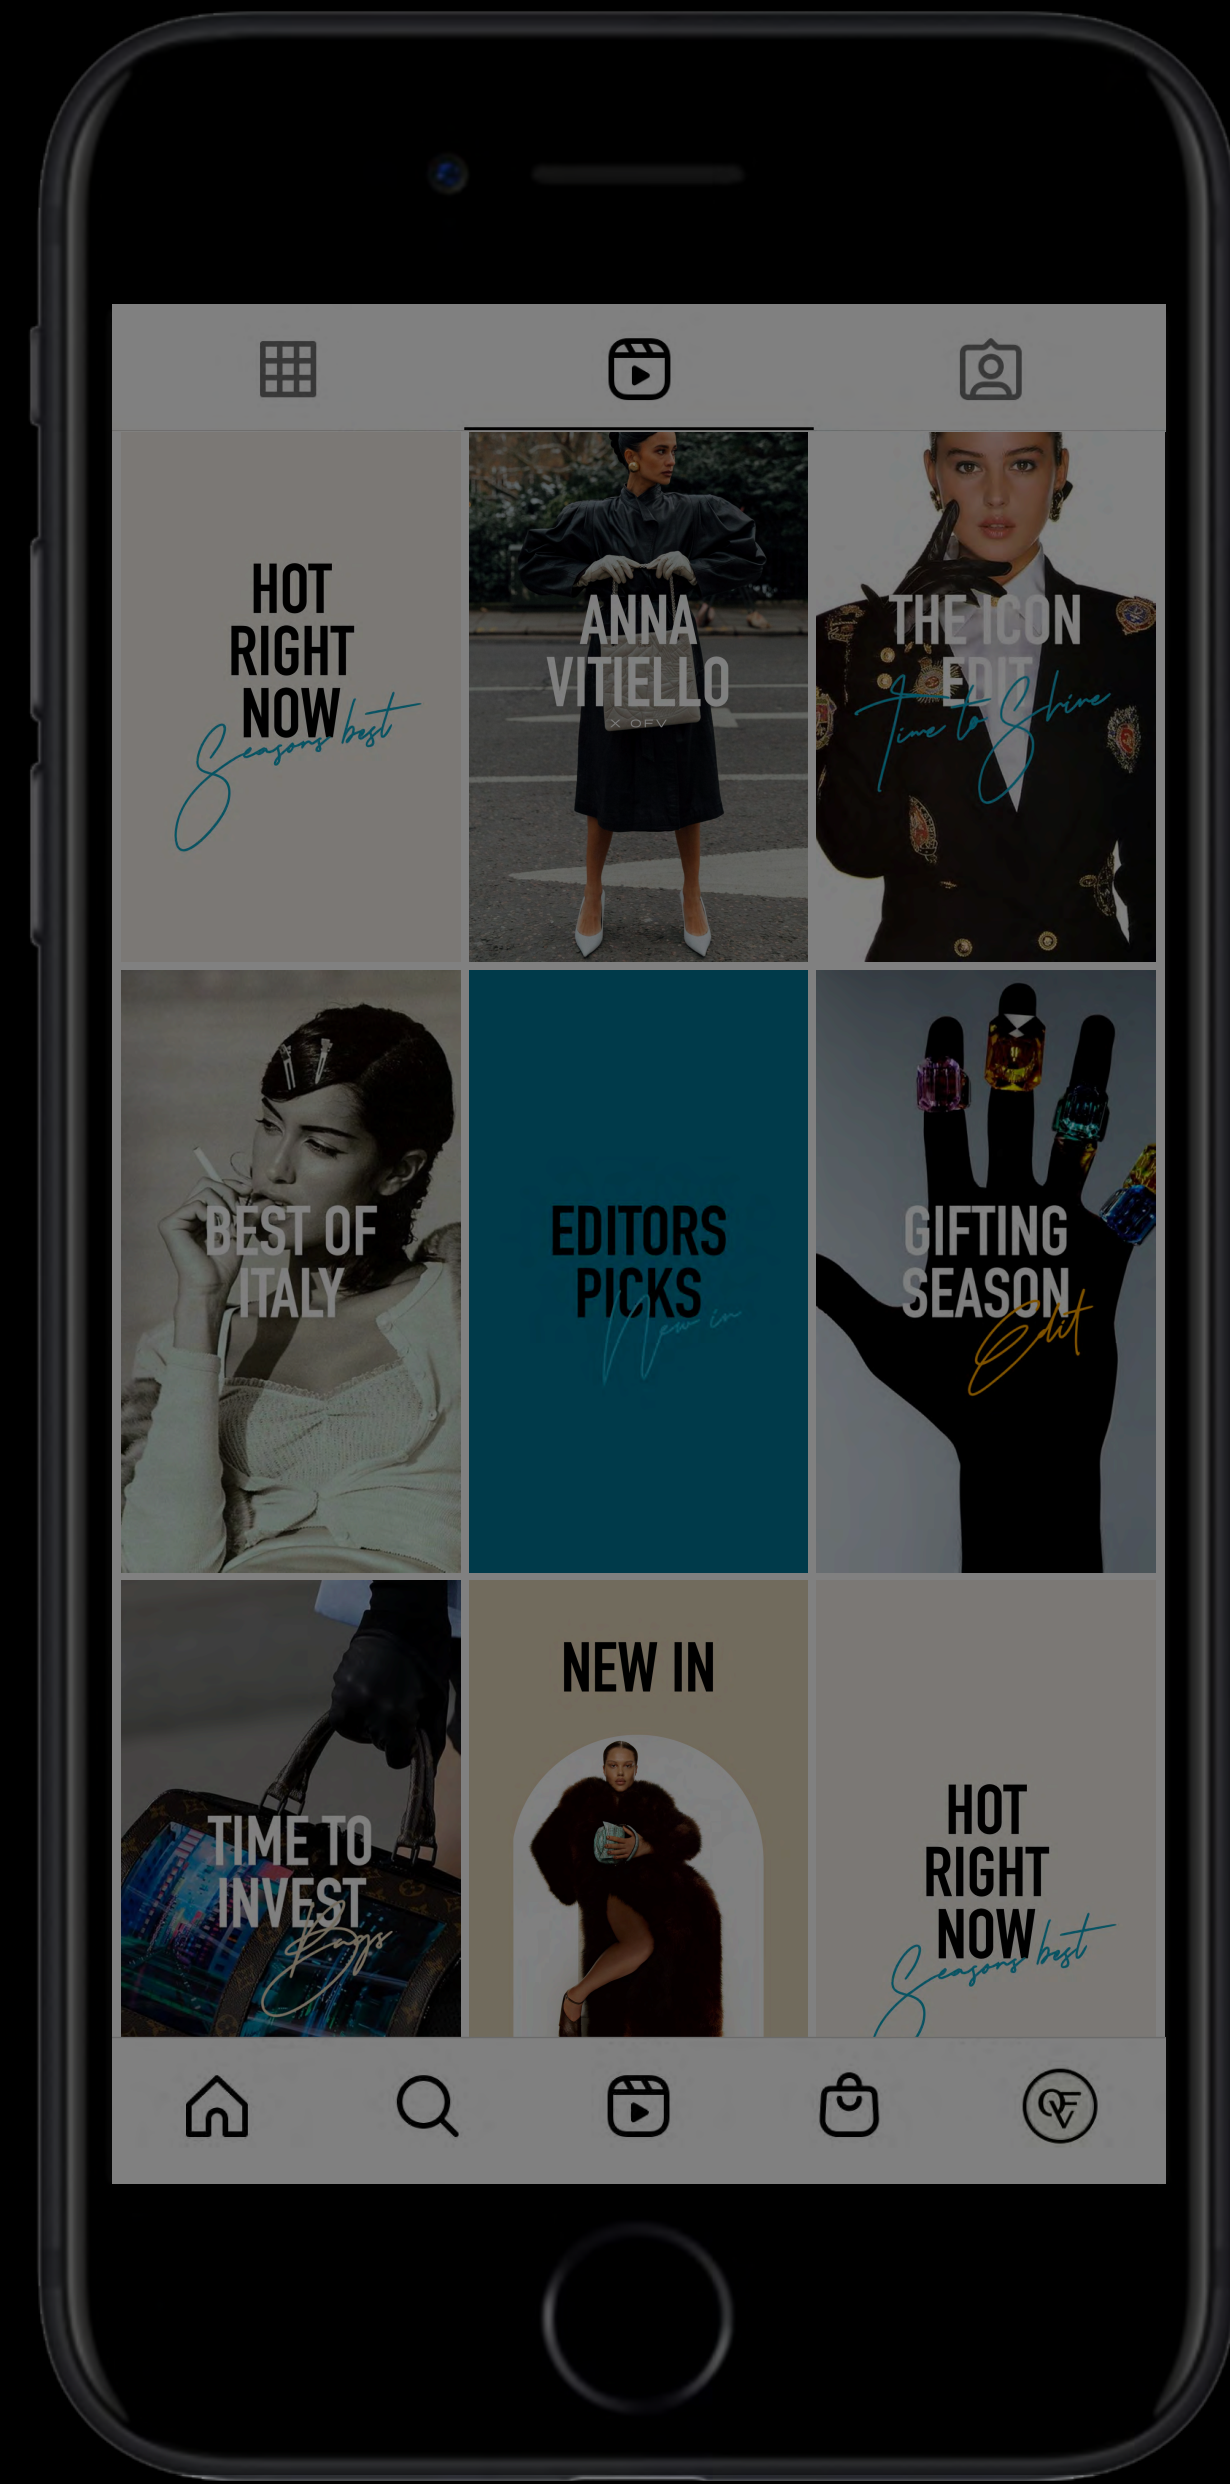 HOT
RIGHT
NOW
Seasons best
ANNA
VITIELLO
X OFV
THE ICON
EDIT
Time to Shine
BEST OF
ITALY
EDITORS
PICKS
New in
GIFTING
SEASON
Edit
TIME TO
INVEST
Bags
NEW IN
HOT
RIGHT
NOW
Seasons best